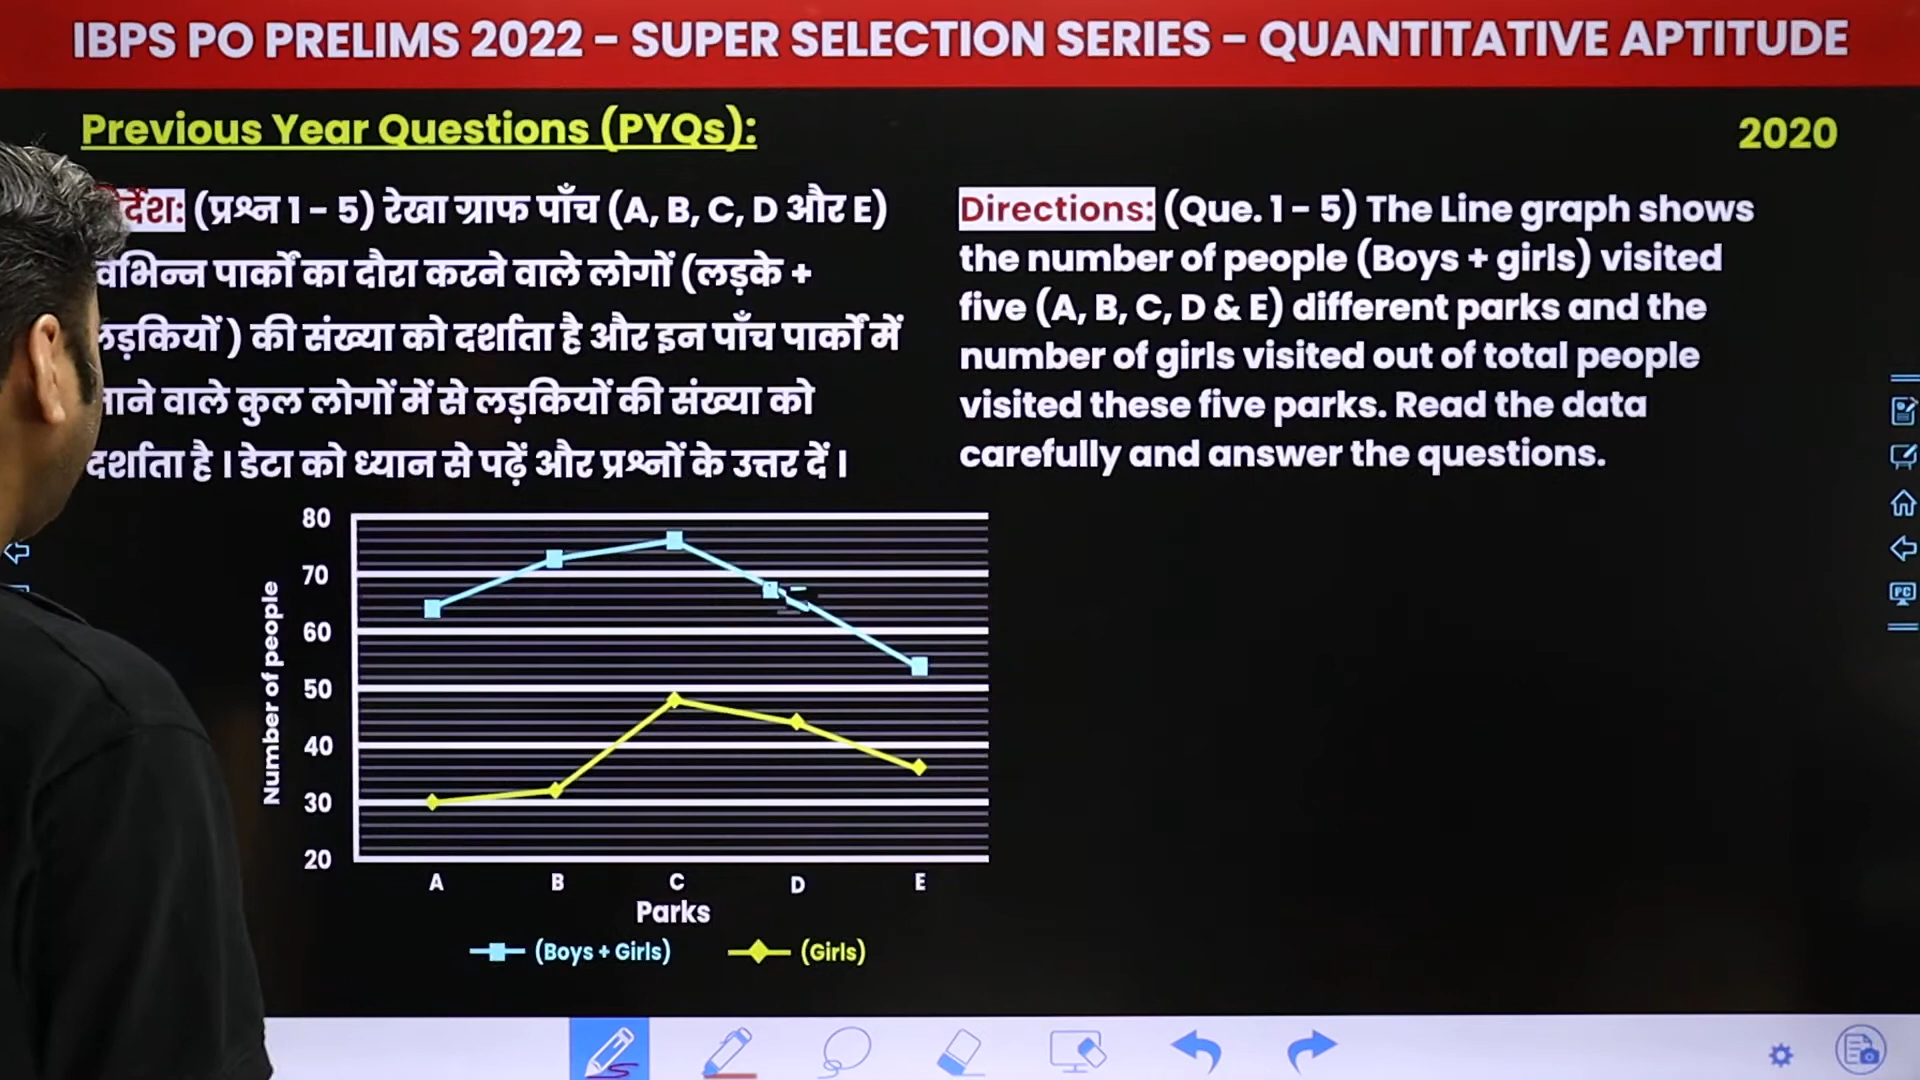 IBPS PO PRELIMS 2022 - SUPER SELECTION SERIES - QUANTITATIVE APTITUDE
Previous Year Questions (PYQs):
2020
(प्रश्न 1 - 5) रेखा ग्राफ पाँच (A, B, C, D और E)
पार्कों का दौरा करने वाले लोगों (लड़के +
) की संख्या को दर्शाता है और इन पाँच पार्कों में
वाले कुल लोगों में से लड़कियों की संख्या को
दर्शाता है । डेटा को ध्यान से पढ़ें और प्रश्नों के उत्तर दें ।
Directions: (Que. 1 - 5) The Line graph shows
the number of people (Boys + girls) visited
five (A, B, C, D & E) different parks and the
number of girls visited out of total people
visited these five parks. Read the data
carefully and answer the questions.
Number of people
80
70
60
50
40
30
20
A B C D E
Parks
(Boys + Girls) (Girls)
PC